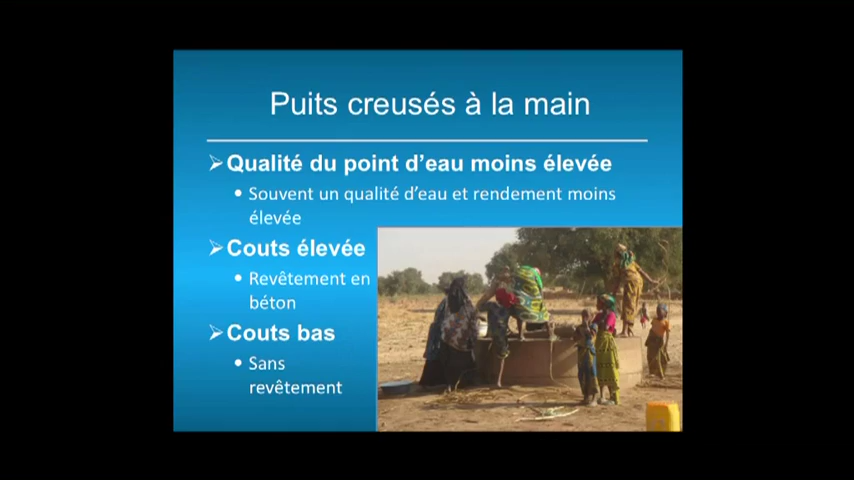 Puits creusés à la main
Qualité du point d'eau moins élevée
Souvent un qualité d'eau et rendement moins
élevée
Couts élevée
Revêtement en
béton
Couts bas
Sans
revêtement